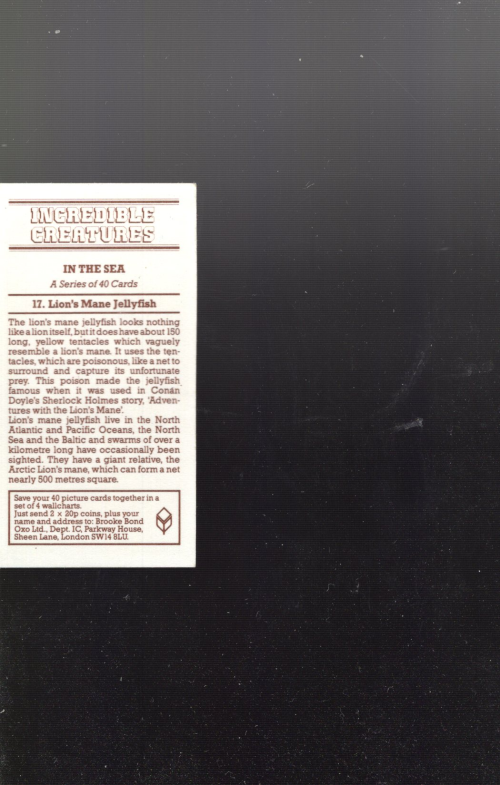 INCREDIBLE
CREATURES
IN THE SEA
A Series of 40 Cards
17. Lion's Mane Jellyfish
The lion's mane jellyfish looks nothing
like a lion itself, but it does have about 150
long, yellow tentacles which vaguely
resemble a lion's mane. It uses the ten-
tacles, which are poisonous, like a net to
surround and capture its unfortunate
prey. This poison made the jellyfish
famous when it was used in Conan
Doyle's Sherlock Holmes story, 'Adven-
tures with the Lion's Mane'.
Lion's mane jellyfish live in the North
Atlantic and Pacific Oceans, the North
Sea and the Baltic and swarms of over a
kilometre long have occasionally been
sighted. They have a giant relative, the
Arctic Lion's mane, which can form a net
nearly 500 metres square.
Save your 40 picture cards together in a
set of 4 wallcharts.
Just send 2 × 20p coins, plus your
name and address to: Brooke Bond
Oxo Ltd., Dept. IC, Parkway House,
Sheen Lane, London SW14 8LU.